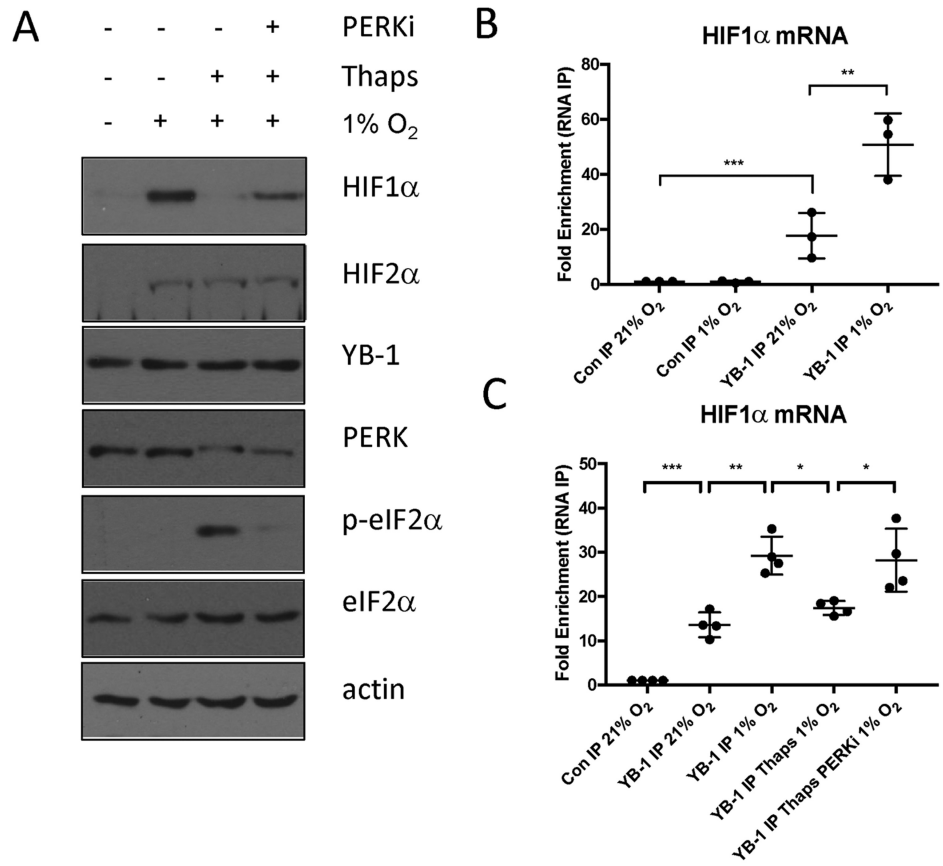 A
- - - + PERKi
- - + + Thaps
- + + + 1% O₂
HIF1α
HIF2α
YB-1
PERK
p-eIF2α
eIF2α
actin
B
HIF1α mRNA
Fold Enrichment (RNA IP)
80
60
40
20
0
***
**
Con IP 21% O₂
Con IP 1% O₂
YB-1 IP 21% O₂
YB-1 IP 1% O₂
C
HIF1α mRNA
Fold Enrichment (RNA IP)
50
40
30
20
10
0
*** ** * *
Con IP 21% O₂
YB-1 IP 21% O₂
YB-1 IP 1% O₂
YB-1 IP Thaps 1% O₂
YB-1 IP Thaps PERKi 1% O₂